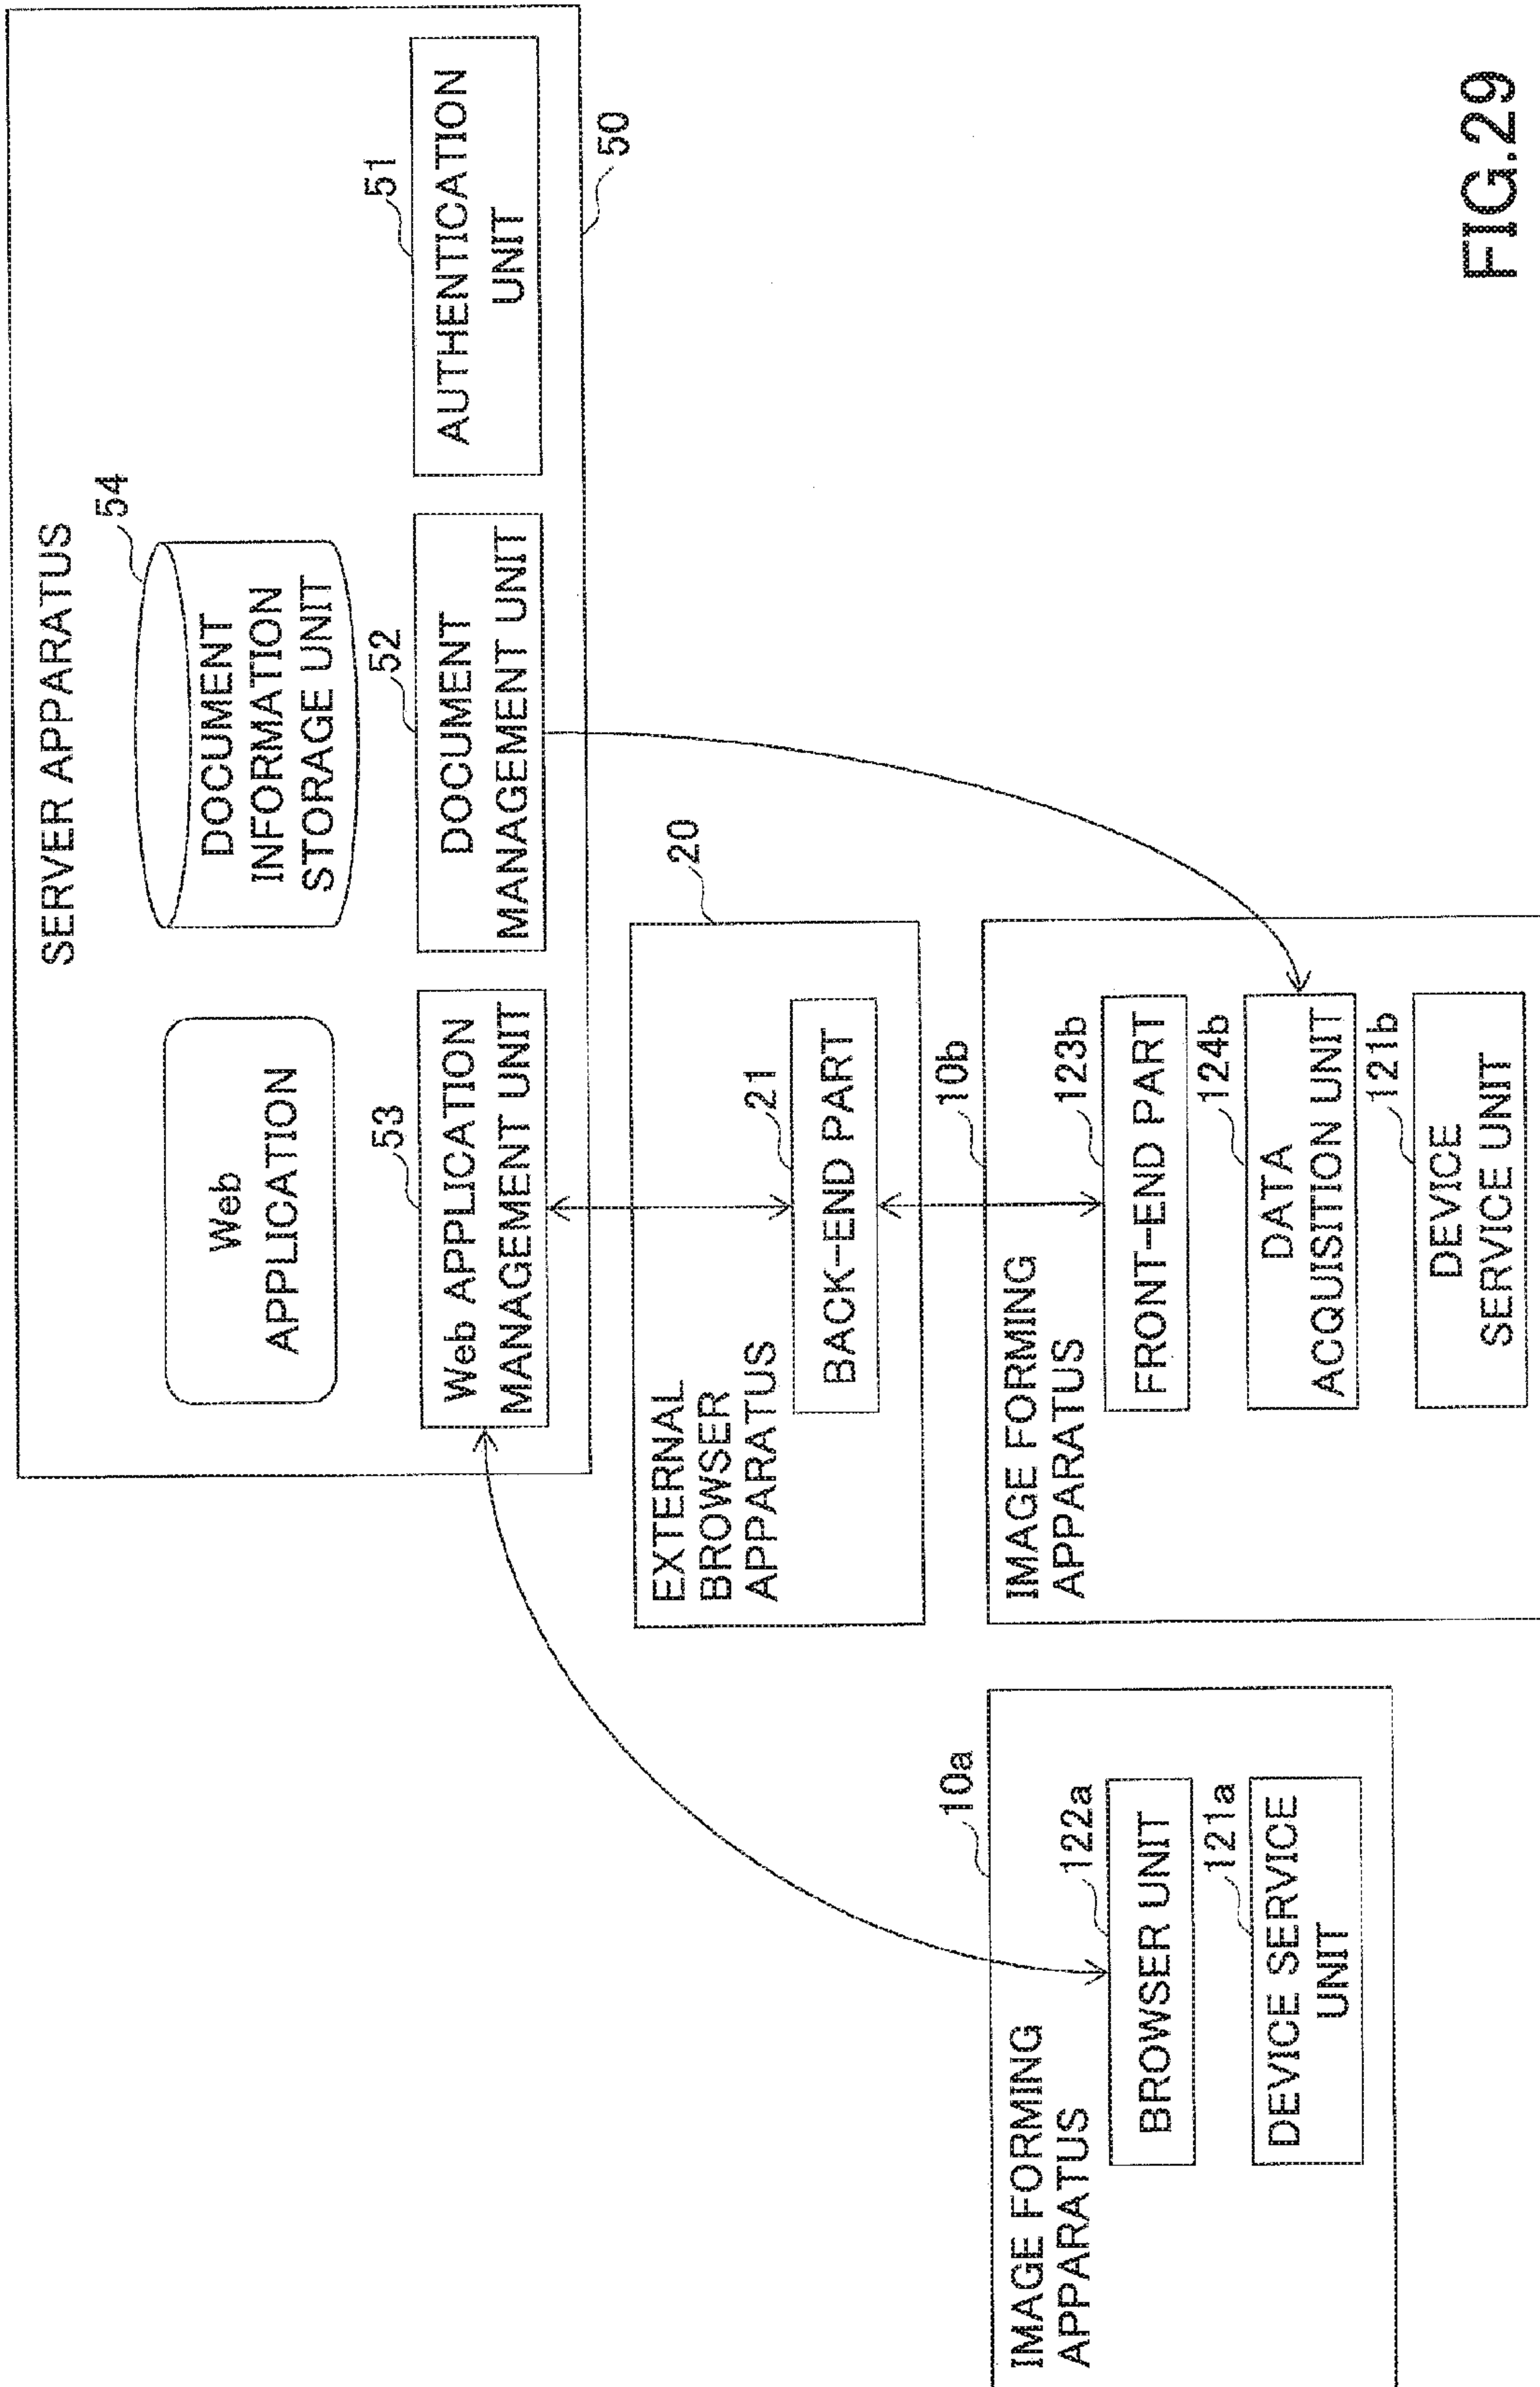 SERVER APPARATUS
Web
APPLICATION
54
DOCUMENT
INFORMATION
STORAGE UNIT
53
Web APPLICATION
MANAGEMENT UNIT
52
DOCUMENT
MANAGEMENT UNIT
51
AUTHENTICATION
UNIT
50
EXTERNAL
BROWSER
APPARATUS
20
21
BACK-END PART
10a
IMAGE FORMING
APPARATUS
122a
BROWSER UNIT
121a
DEVICE SERVICE
UNIT
10b
IMAGE FORMING
APPARATUS
123b
FRONT-END PART
124b
DATA
ACQUISITION UNIT
121b
DEVICE
SERVICE UNIT
FIG.29